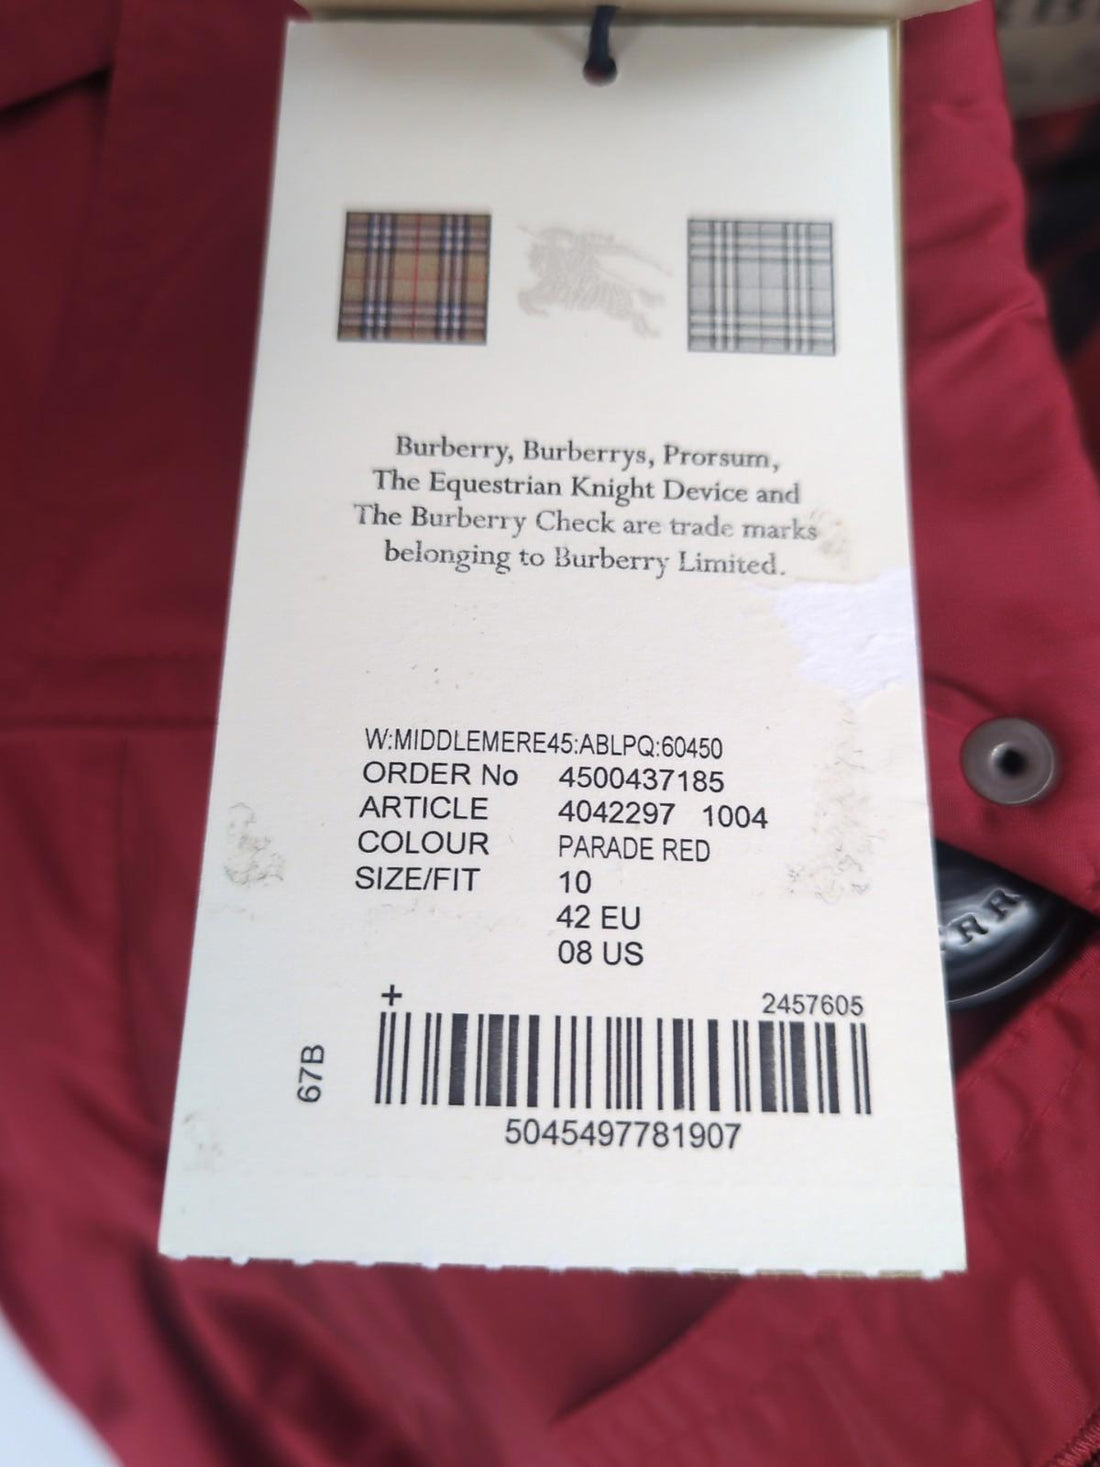 Burberry, Burberrys, Prorsum,
The Equestrian Knight Device and
The Burberry Check are trade marks
belonging to Burberry Limited.
W:MIDDLEMERE45:ABLPQ:60450
ORDER No 4500437185
ARTICLE 4042297 1004
COLOUR PARADE RED
SIZE/FIT 10
42 EU
08 US
+ 2457605
67B
5045497781907
RR